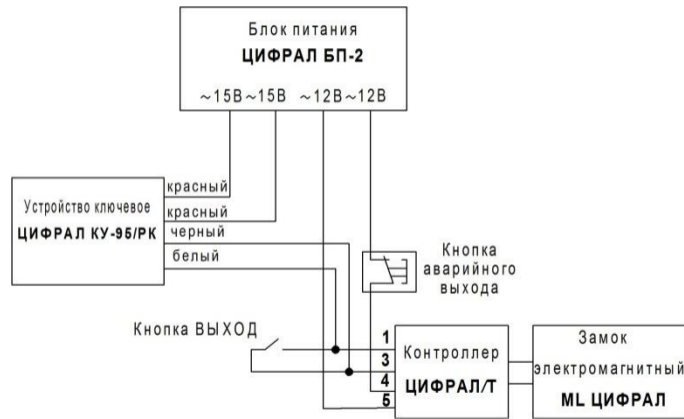 Блок питания
ЦИФРАЛ БП-2
~15В ~15В ~12В ~12В
Устройство ключевое
ЦИФРАЛ КУ-95/РК
красный
красный
черный
белый
Кнопка
аварийного
выхода
Кнопка ВЫХОД
1
3
4
5
Контроллер
ЦИФРАЛ/Т
Замок
электромагнитный
ML ЦИФРАЛ